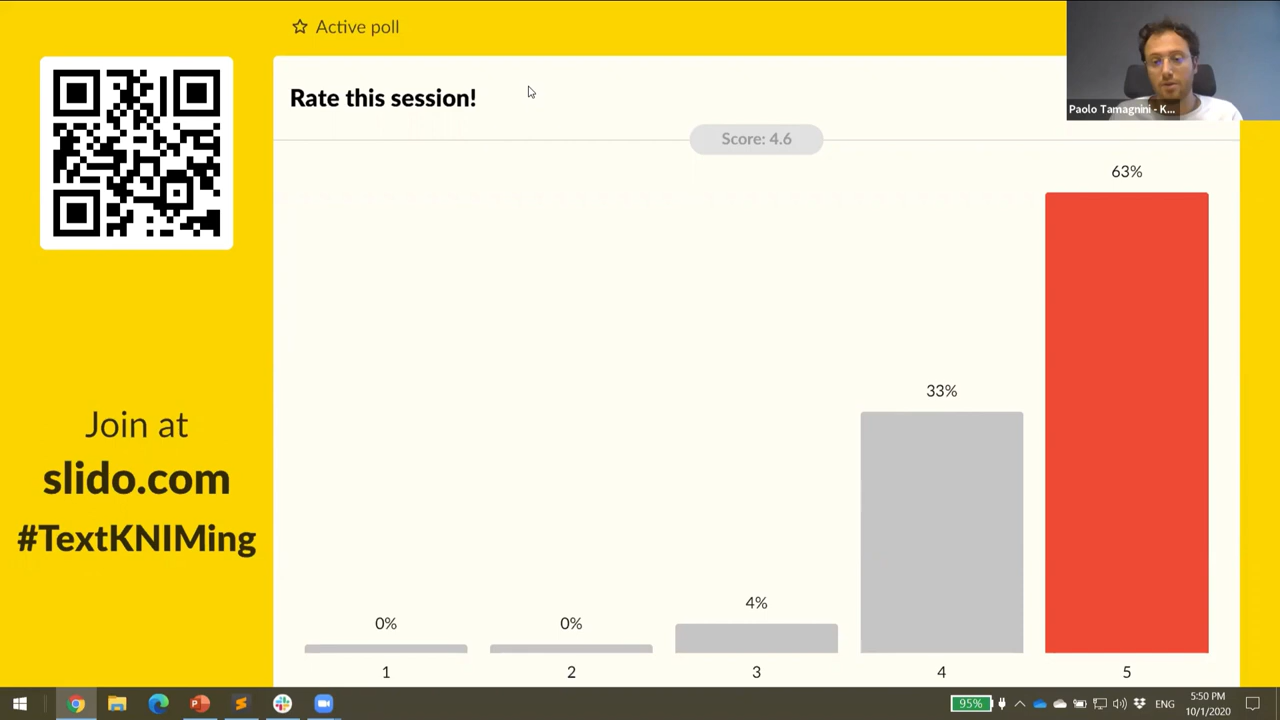 Active poll
Rate this session!
Score: 4.6
63%
33%
4%
0%
0%
1
2
3
4
5
Join at
slido.com
#TextKNIMing
Paolo Tamagnini - K...
95%
ENG
5:50 PM
10/1/2020